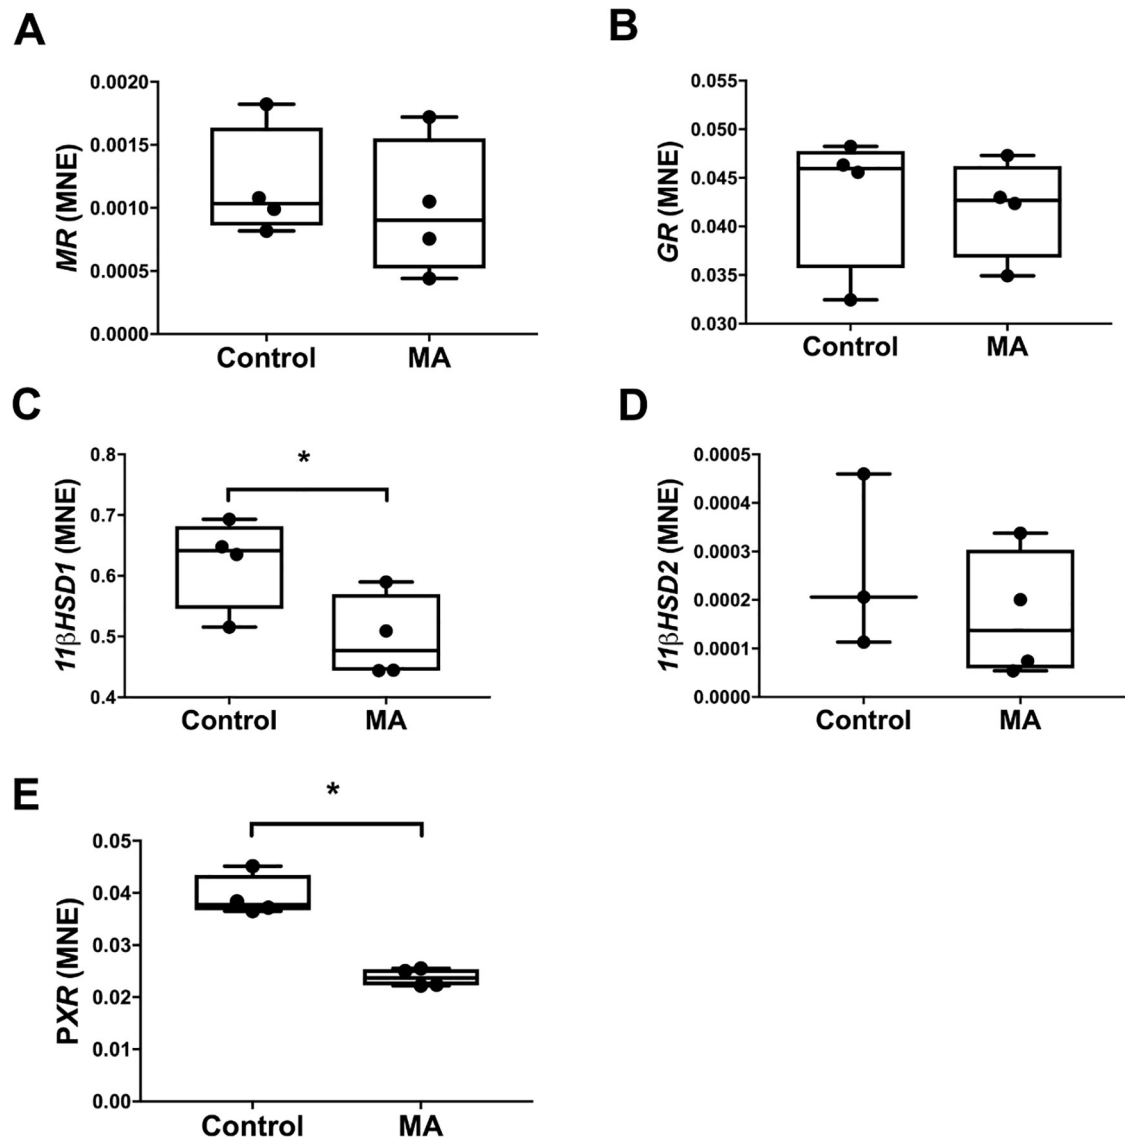 A
B
0.0020
0.0015
0.0010
0.0005
0.0000
MR (MNE)
Control MA
0.055
0.050
0.045
0.040
0.035
0.030
GR (MNE)
Control MA
C
D
*
0.8
0.7
0.6
0.5
0.4
11βHSD1 (MNE)
Control MA
0.0005
0.0004
0.0003
0.0002
0.0001
0.0000
11βHSD2 (MNE)
Control MA
E
*
0.05
0.04
0.03
0.02
0.01
0.00
PXR (MNE)
Control MA